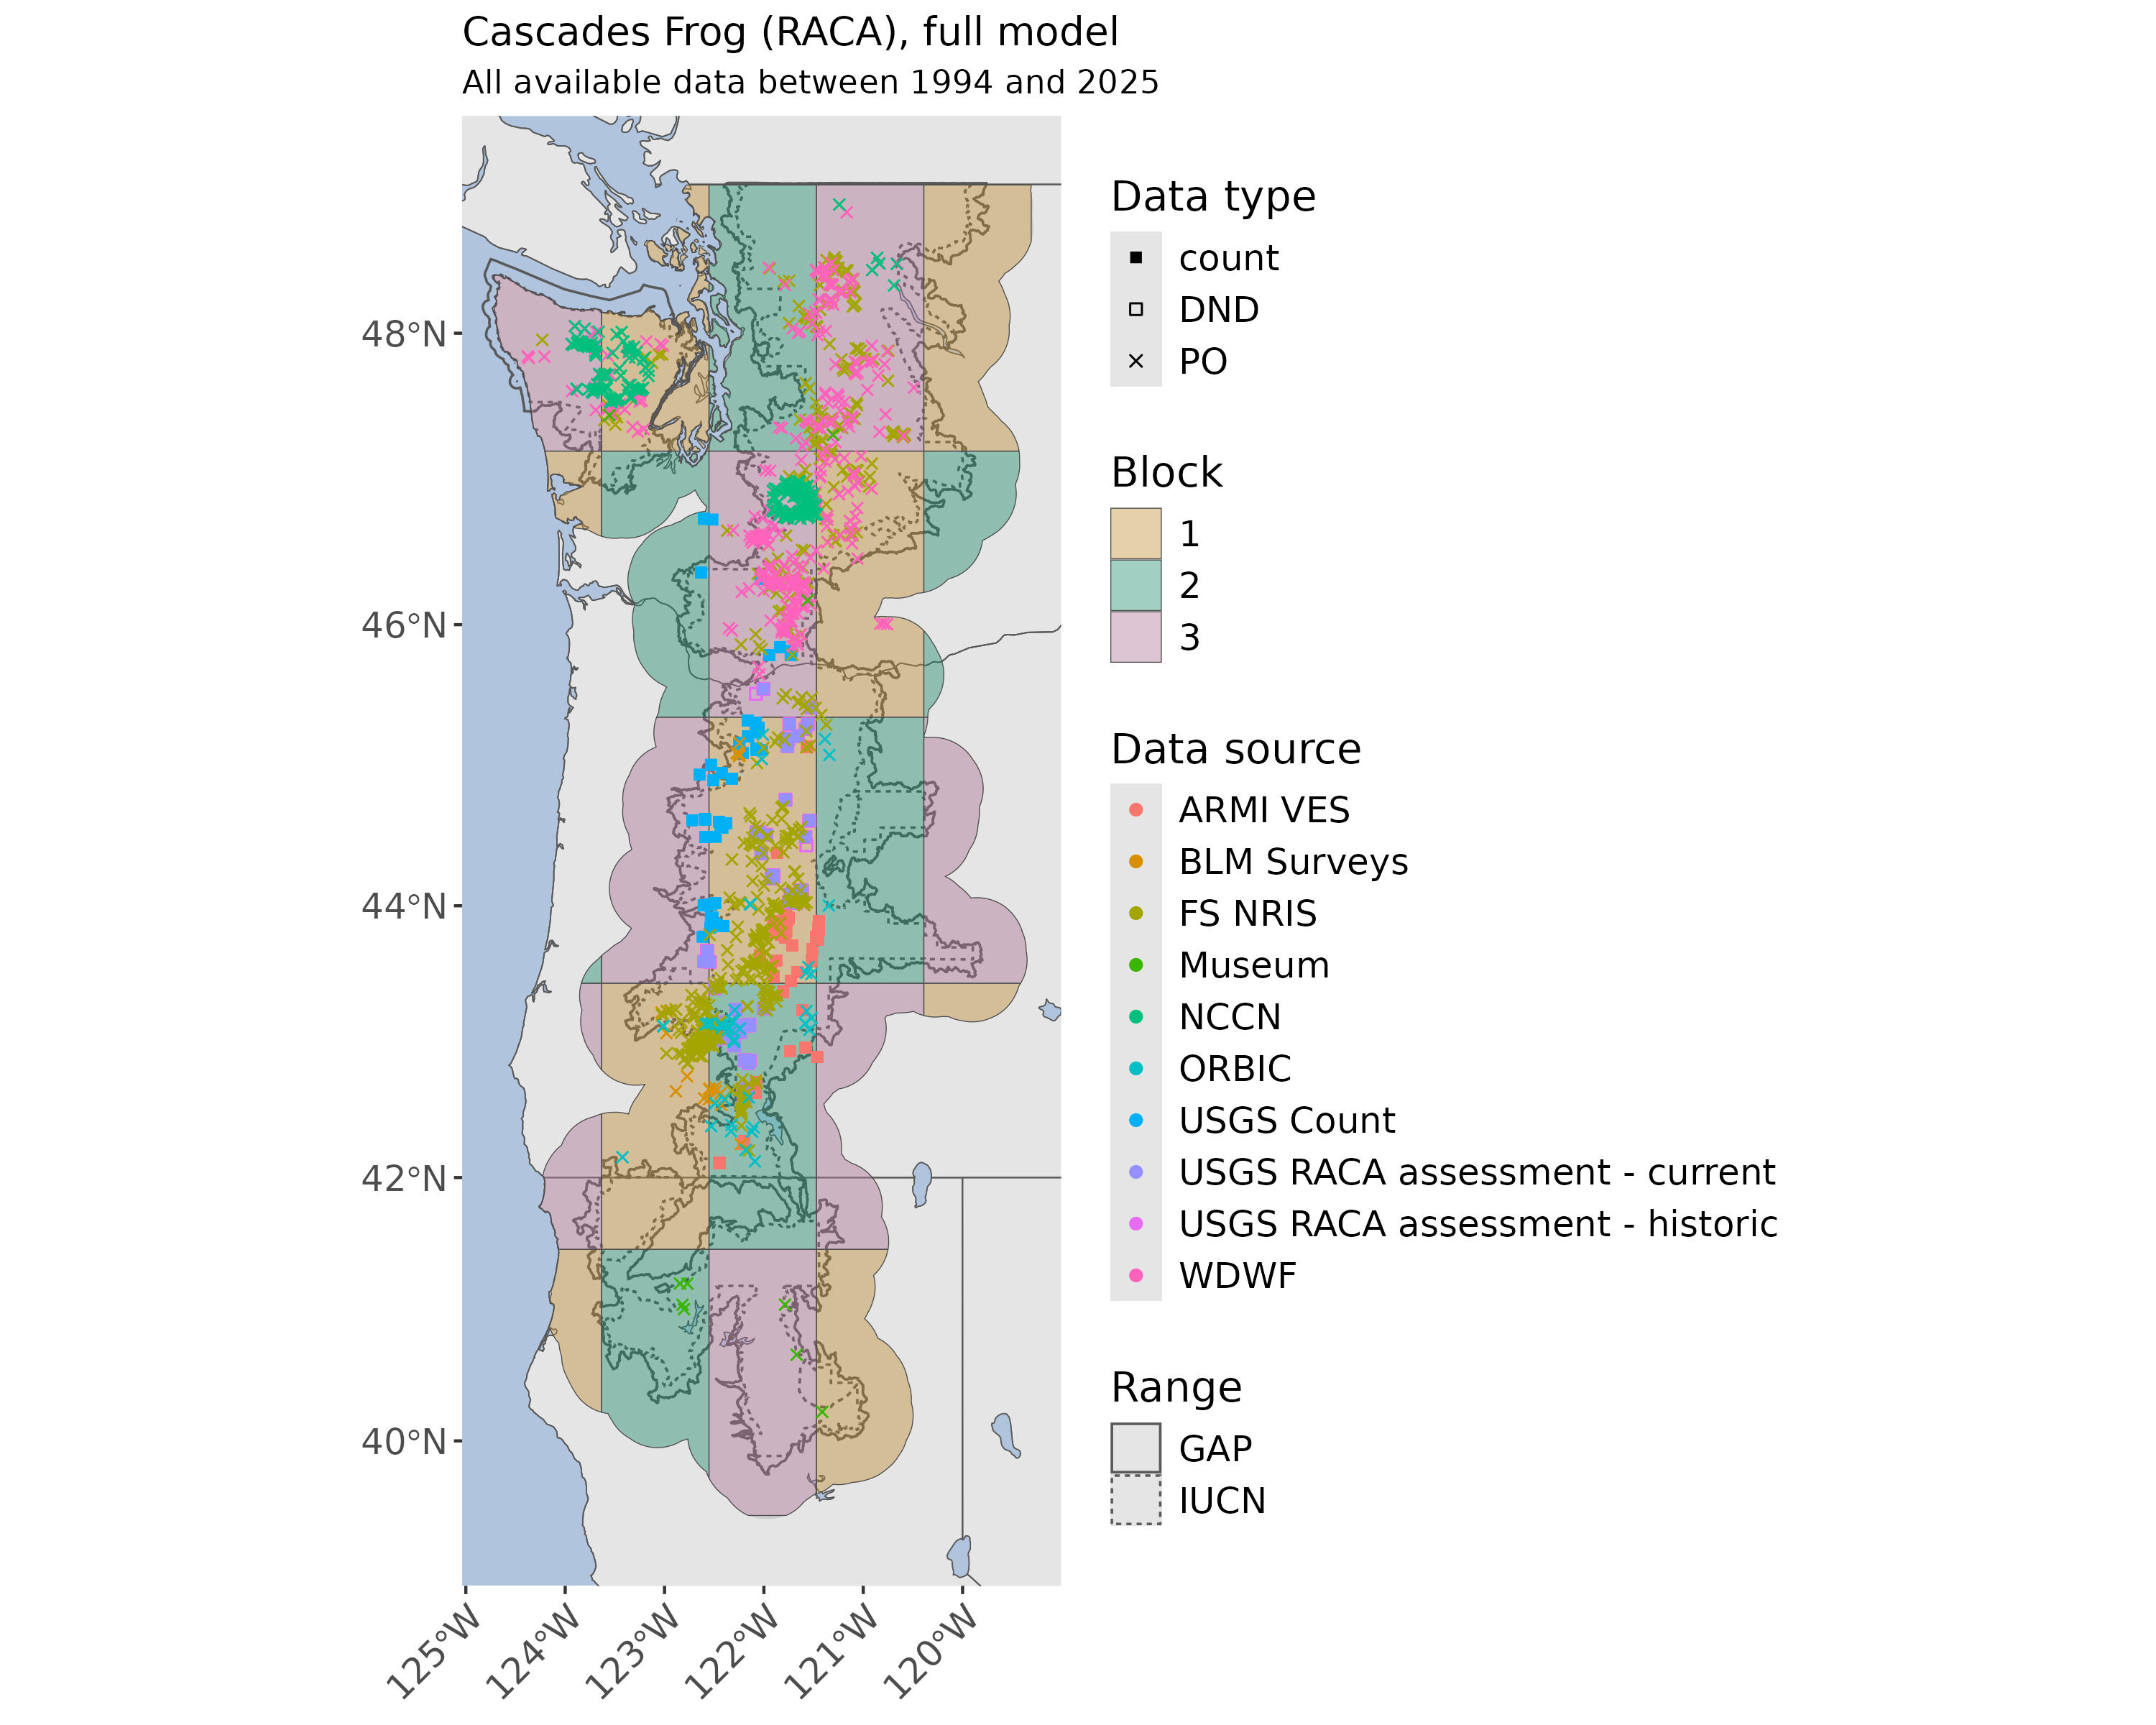 Cascades Frog (RACA), full model
All available data between 1994 and 2025
48°N
46°N
44°N
42°N
40°N
125°W
124°W
123°W
122°W
121°W
120°W
Data type
count
DND
PO
Block
1
2
3
Data source
ARMI VES
BLM Surveys
FS NRIS
Museum
NCCN
ORBIC
USGS Count
USGS RACA assessment - current
USGS RACA assessment - historic
WDWF
Range
GAP
IUCN